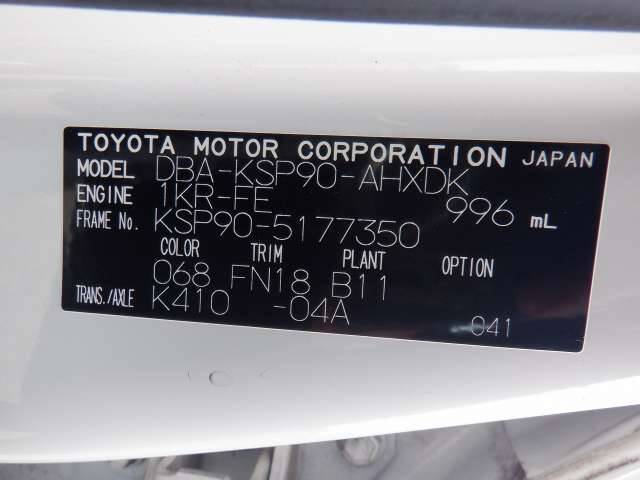 TOYOTA MOTOR CORPORATION JAPAN
MODEL DBA-KSP90-AHXDK
ENGINE 1KR-FE 996 mL
FRAME No. KSP90-5177350
COLOR TRIM PLANT OPTION
068 FN18 B11
TRANS./AXLE K410 -04A 041